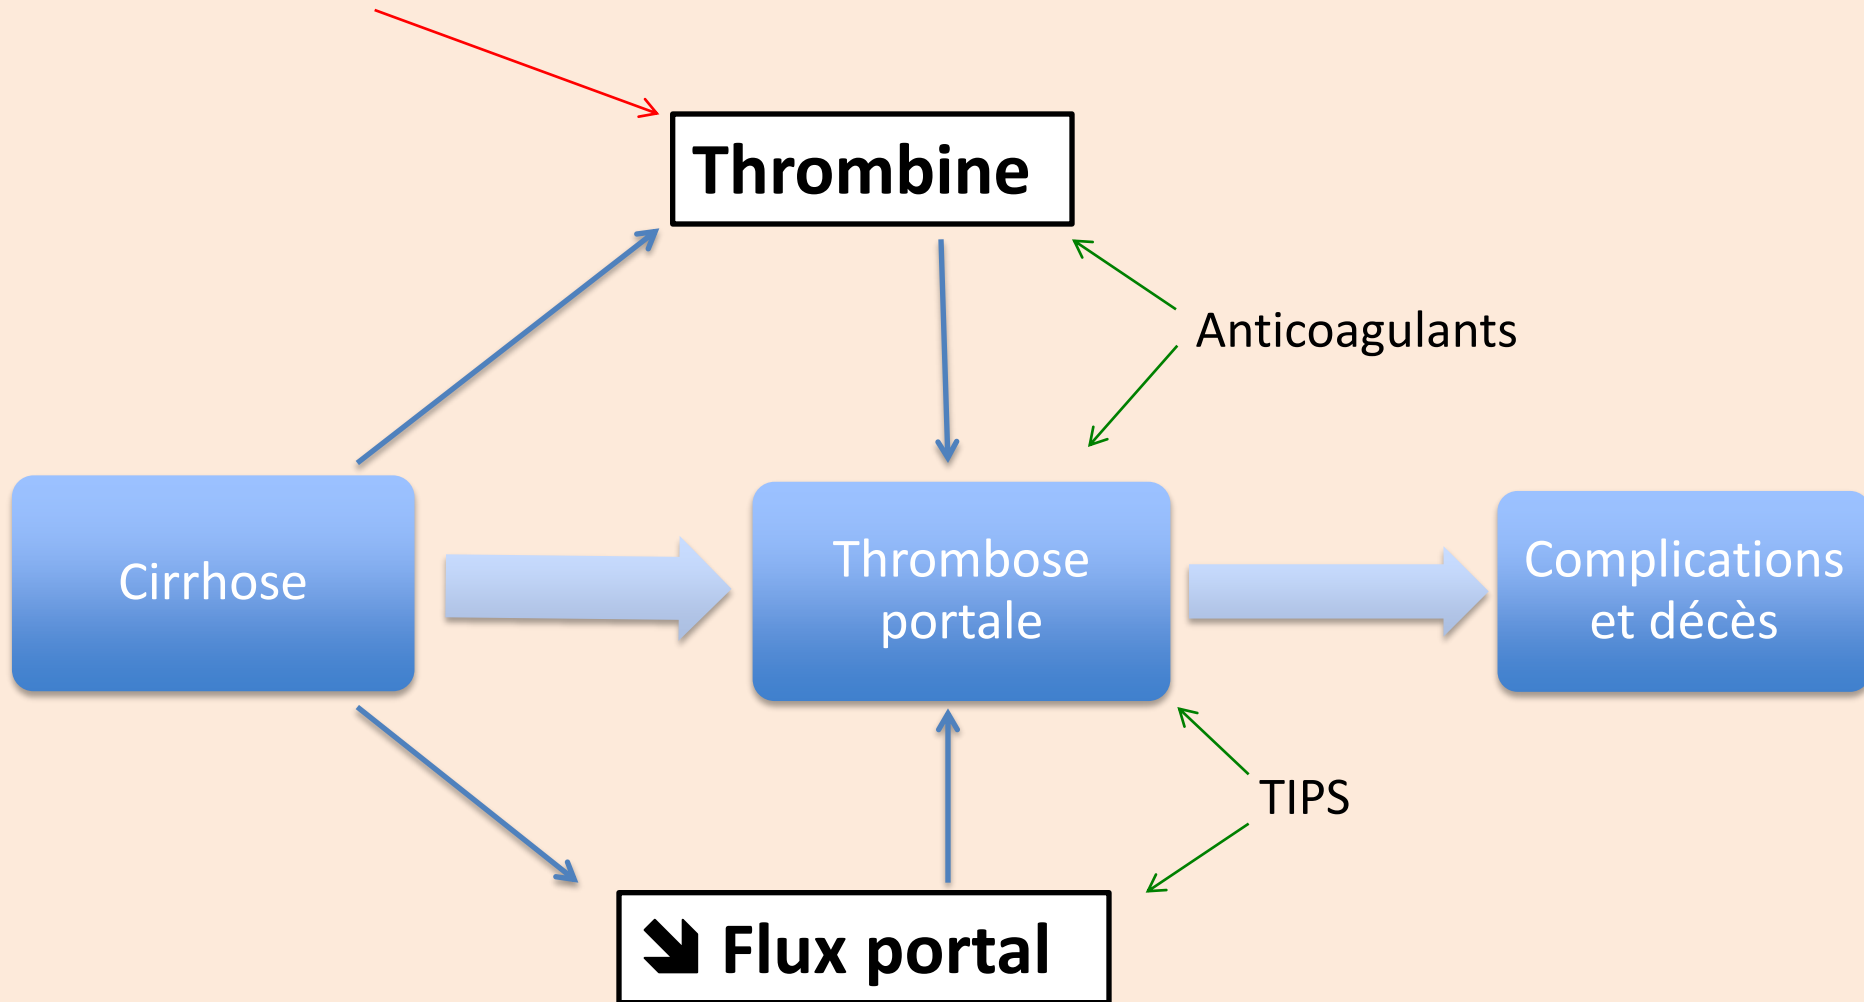 Thrombine
Anticoagulants
Cirrhose
Thrombose
portale
Complications
et décès
TIPS
Flux portal